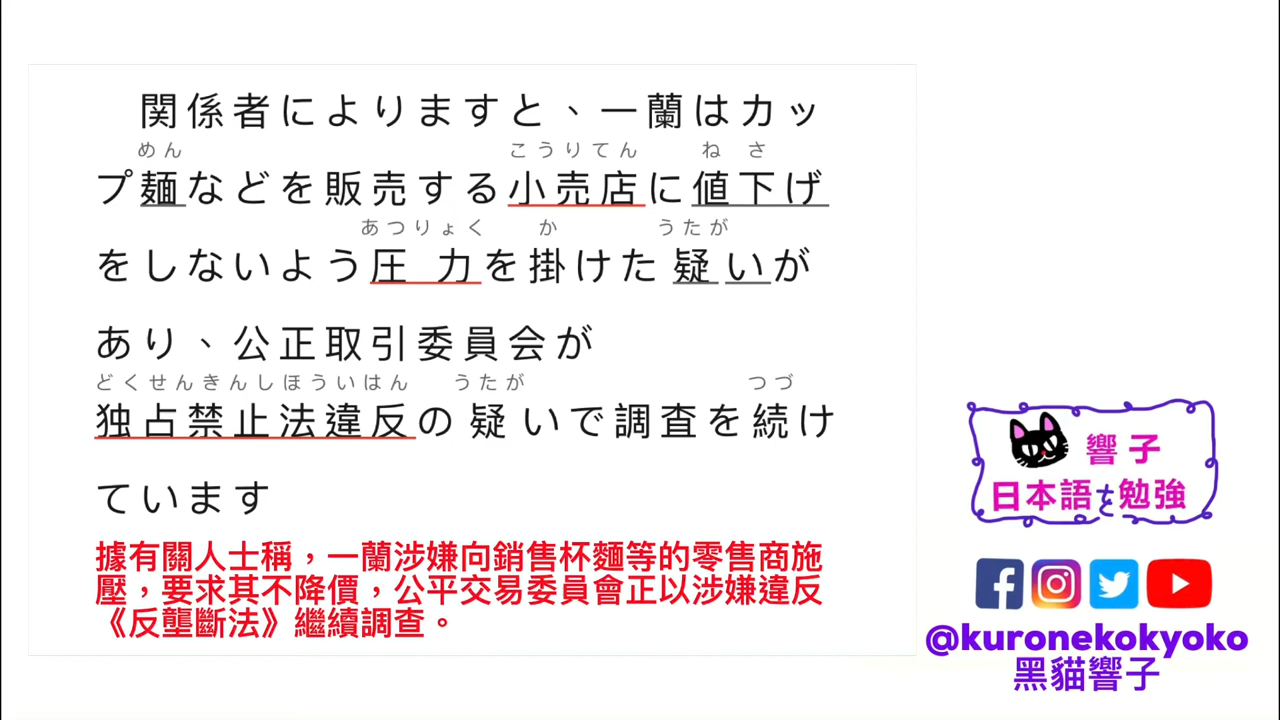 関係者によりますと、一蘭はカッ
めん こうりてん ね さ
プ麺などを販売する小売店に値下げ
あつりょく か うたが
をしないよう圧力を掛けた疑いが
あり、公正取引委員会が
どくせんきんしほういはん うたが つづ
独占禁止法違反の疑いで調査を続け
ています
據有關人士稱，一蘭涉嫌向銷售杯麵等的零售商施
壓，要求其不降價，公平交易委員會正以涉嫌違反
《反壟斷法》繼續調查。
響子
日本語を勉強
@kuronekokyoko
黑貓響子